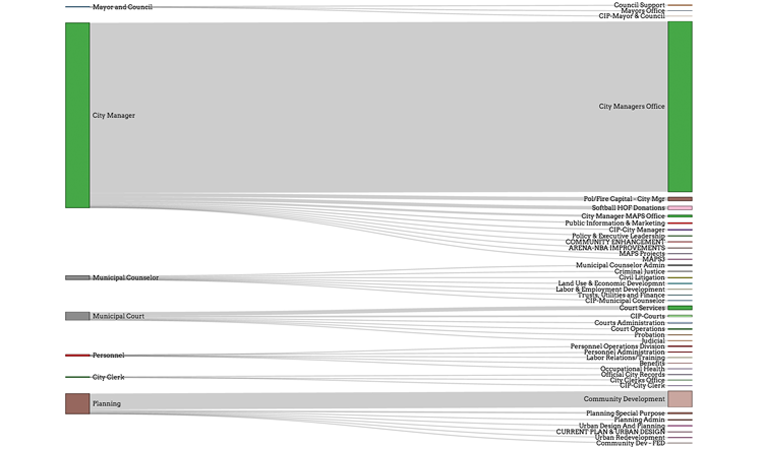 Mayor and Council
City Manager
Municipal Counselor
Municipal Court
Personnel
City Clerk
Planning
Council Support
Mayors Office
CIP-Mayor & Council
City Managers Office
Pol/Fire Capital - City Mgr
Softball HOF Donations
City Manager MAPS Office
Public Information & Marketing
CIP-City Manager
Policy & Executive Leadership
COMMUNITY ENHANCEMENT
ARENA-NBA IMPROVEMENTS
MAPS Projects
MAPS3
Municipal Counselor Admin
Criminal Justice
Civil Litigation
Land Use & Economic Developmnt
Labor & Employment Development
Trusts, Utilities and Finance
CIP-Municipal Counselor
Court Services
CIP-Courts
Courts Administration
Court Operations
Probation
Judicial
Personnel Operations Division
Personnel Administration
Labor Relations/Training
Benefits
Occupational Health
Official City Records
City Clerks Office
CIP-City Clerk
Community Development
Planning Special Purpose
Planning Admin
Urban Design And Planning
CURRENT PLAN & URBAN DESIGN
Urban Redevelopment
Community Dev - FED